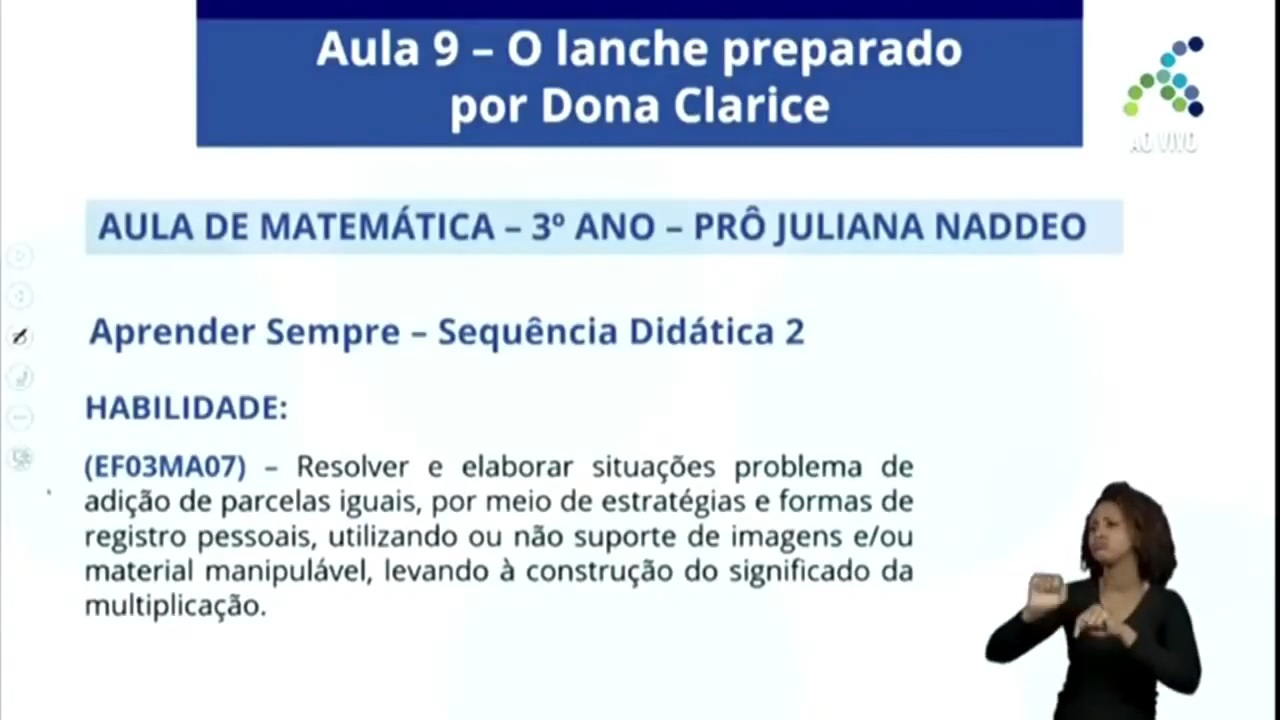 Aula 9 – O lanche preparado
por Dona Clarice
AO VIVO
AULA DE MATEMÁTICA – 3º ANO – PRÔ JULIANA NADDEO
Aprender Sempre – Sequência Didática 2
HABILIDADE:
(EF03MA07) – Resolver e elaborar situações problema de
adição de parcelas iguais, por meio de estratégias e formas de
registro pessoais, utilizando ou não suporte de imagens e/ou
material manipulável, levando à construção do significado da
multiplicação.